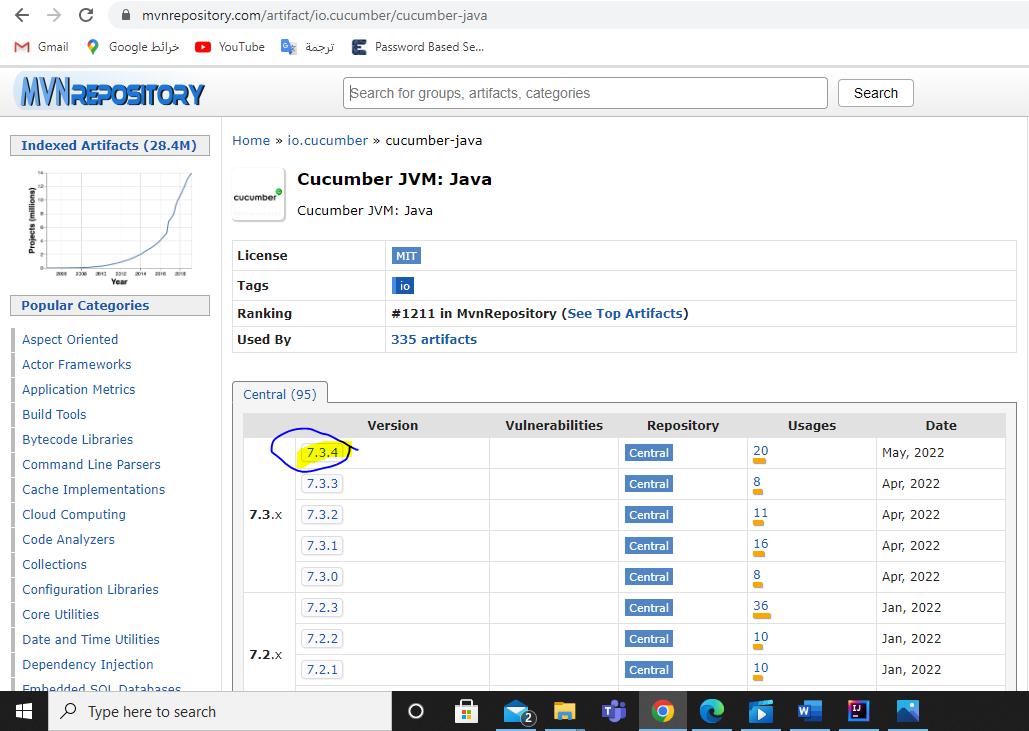 mvnrepository.com/artifact/io.cucumber/cucumber-java
Gmail
خرائط Google
YouTube
ترجمة
Password Based Se...
MVNREPOSITORY
Search for groups, artifacts, categories
Search
Indexed Artifacts (28.4M)
Projects (millions)
Year
Popular Categories
Aspect Oriented
Actor Frameworks
Application Metrics
Build Tools
Bytecode Libraries
Command Line Parsers
Cache Implementations
Cloud Computing
Code Analyzers
Collections
Configuration Libraries
Core Utilities
Date and Time Utilities
Dependency Injection
Embedded SQL Databases
Home » io.cucumber » cucumber-java
cucumber
Cucumber JVM: Java
Cucumber JVM: Java
License MIT
Tags io
Ranking #1211 in MvnRepository (See Top Artifacts)
Used By 335 artifacts
Central (95)
Version Vulnerabilities Repository Usages Date
7.3.4 Central 20 May, 2022
7.3.3 Central 8 Apr, 2022
7.3.x 7.3.2 Central 11 Apr, 2022
7.3.1 Central 16 Apr, 2022
7.3.0 Central 8 Apr, 2022
7.2.3 Central 36 Jan, 2022
7.2.x 7.2.2 Central 10 Jan, 2022
7.2.1 Central 10 Jan, 2022
Type here to search
2